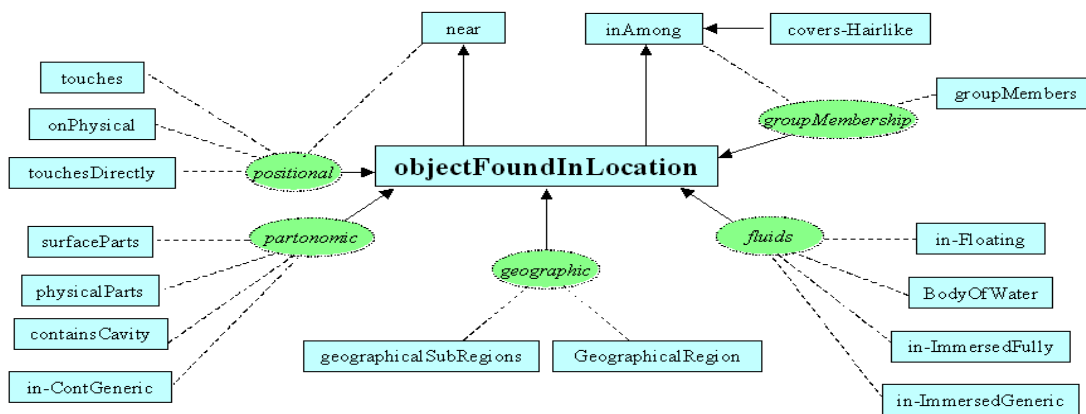 near
inAmong
covers-Hairlike
touches
groupMembers
onPhysical
groupMembership
touchesDirectly
positional
objectFoundInLocation
surfaceParts
partonomic
fluids
in-Floating
physicalParts
geographic
BodyOfWater
containsCavity
geographicalSubRegions
GeographicalRegion
in-ImmersedFully
in-ContGeneric
in-ImmersedGeneric